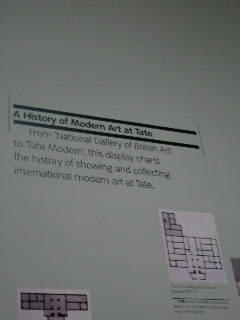 A History of Modern Art at Tate
From 'National Gallery of British Art'
to 'Tate Modern', this display charts
the history of showing and collecting
international modern art at Tate.